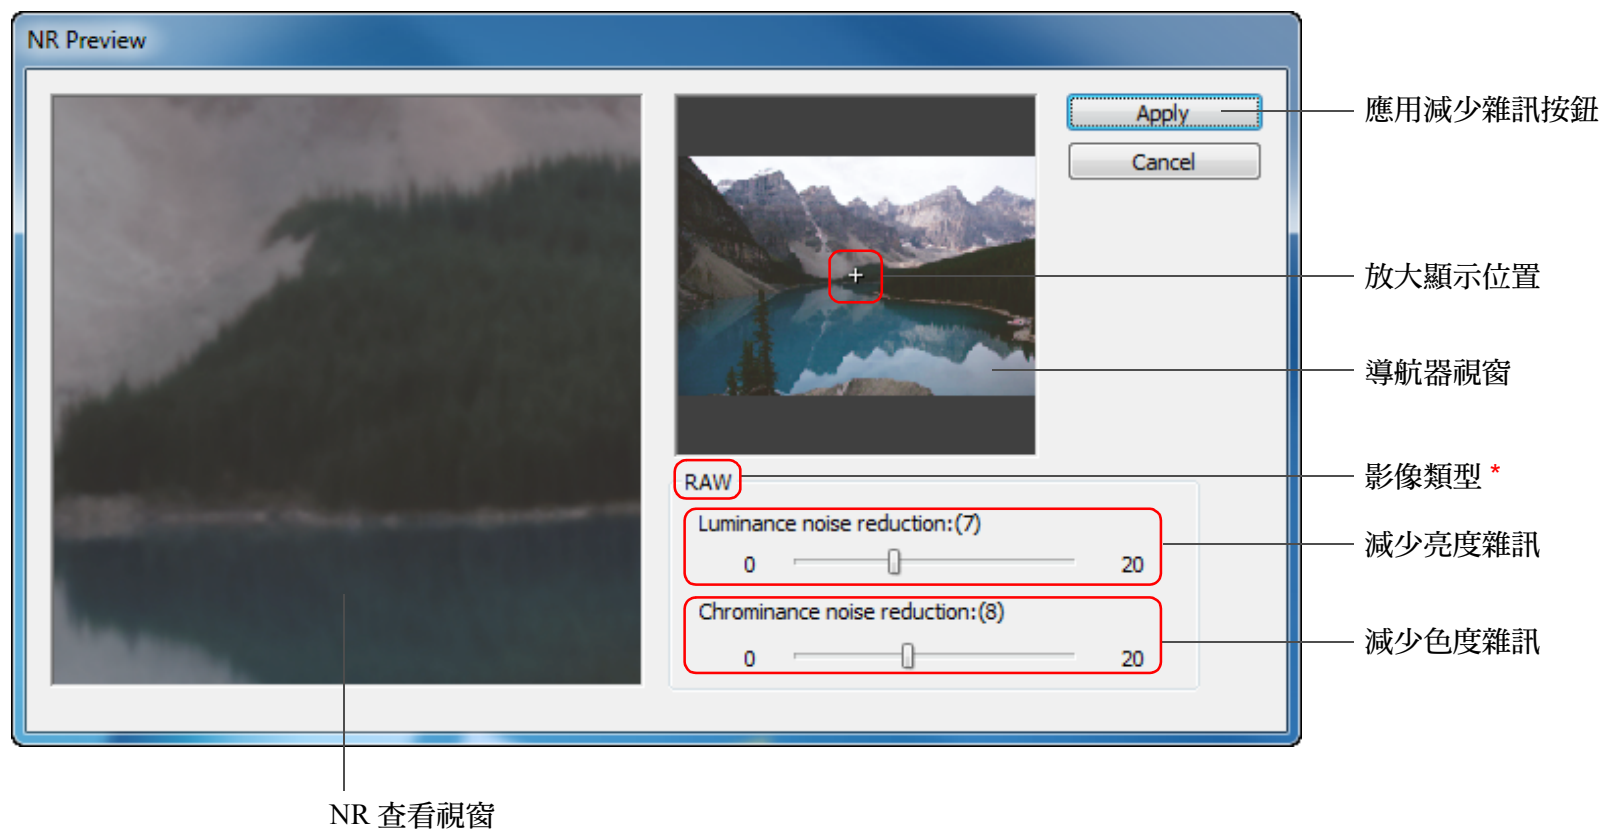 NR Preview
Apply
Cancel
RAW
Luminance noise reduction:(7)
0 20
Chrominance noise reduction:(8)
0 20
應用減少雜訊按鈕
放大顯示位置
導航器視窗
影像類型 *
減少亮度雜訊
減少色度雜訊
NR 查看視窗